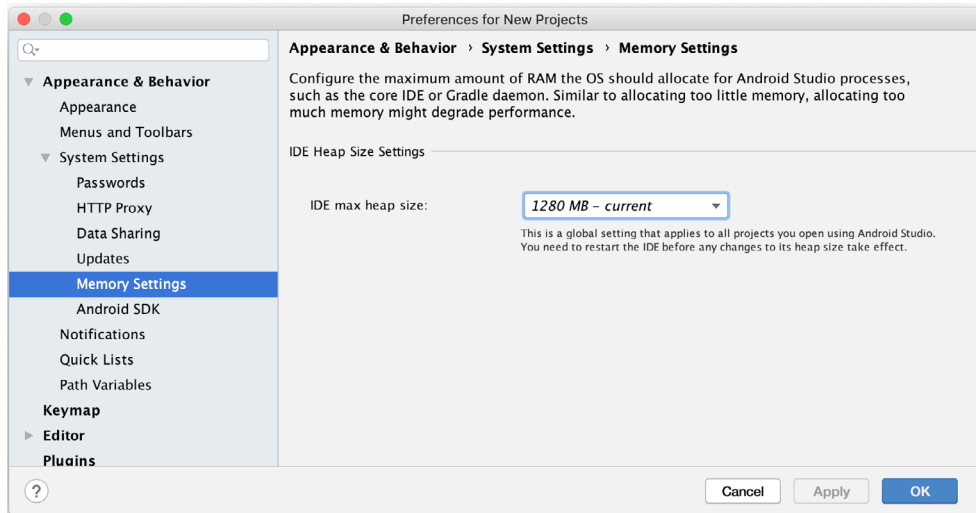 Preferences for New Projects
Appearance & Behavior
Appearance
Menus and Toolbars
System Settings
Passwords
HTTP Proxy
Data Sharing
Updates
Memory Settings
Android SDK
Notifications
Quick Lists
Path Variables
Keymap
Editor
Plugins
Appearance & Behavior › System Settings › Memory Settings
Configure the maximum amount of RAM the OS should allocate for Android Studio processes,
such as the core IDE or Gradle daemon. Similar to allocating too little memory, allocating too
much memory might degrade performance.
IDE Heap Size Settings
IDE max heap size: 1280 MB – current
This is a global setting that applies to all projects you open using Android Studio.
You need to restart the IDE before any changes to its heap size take effect.
? Cancel Apply OK